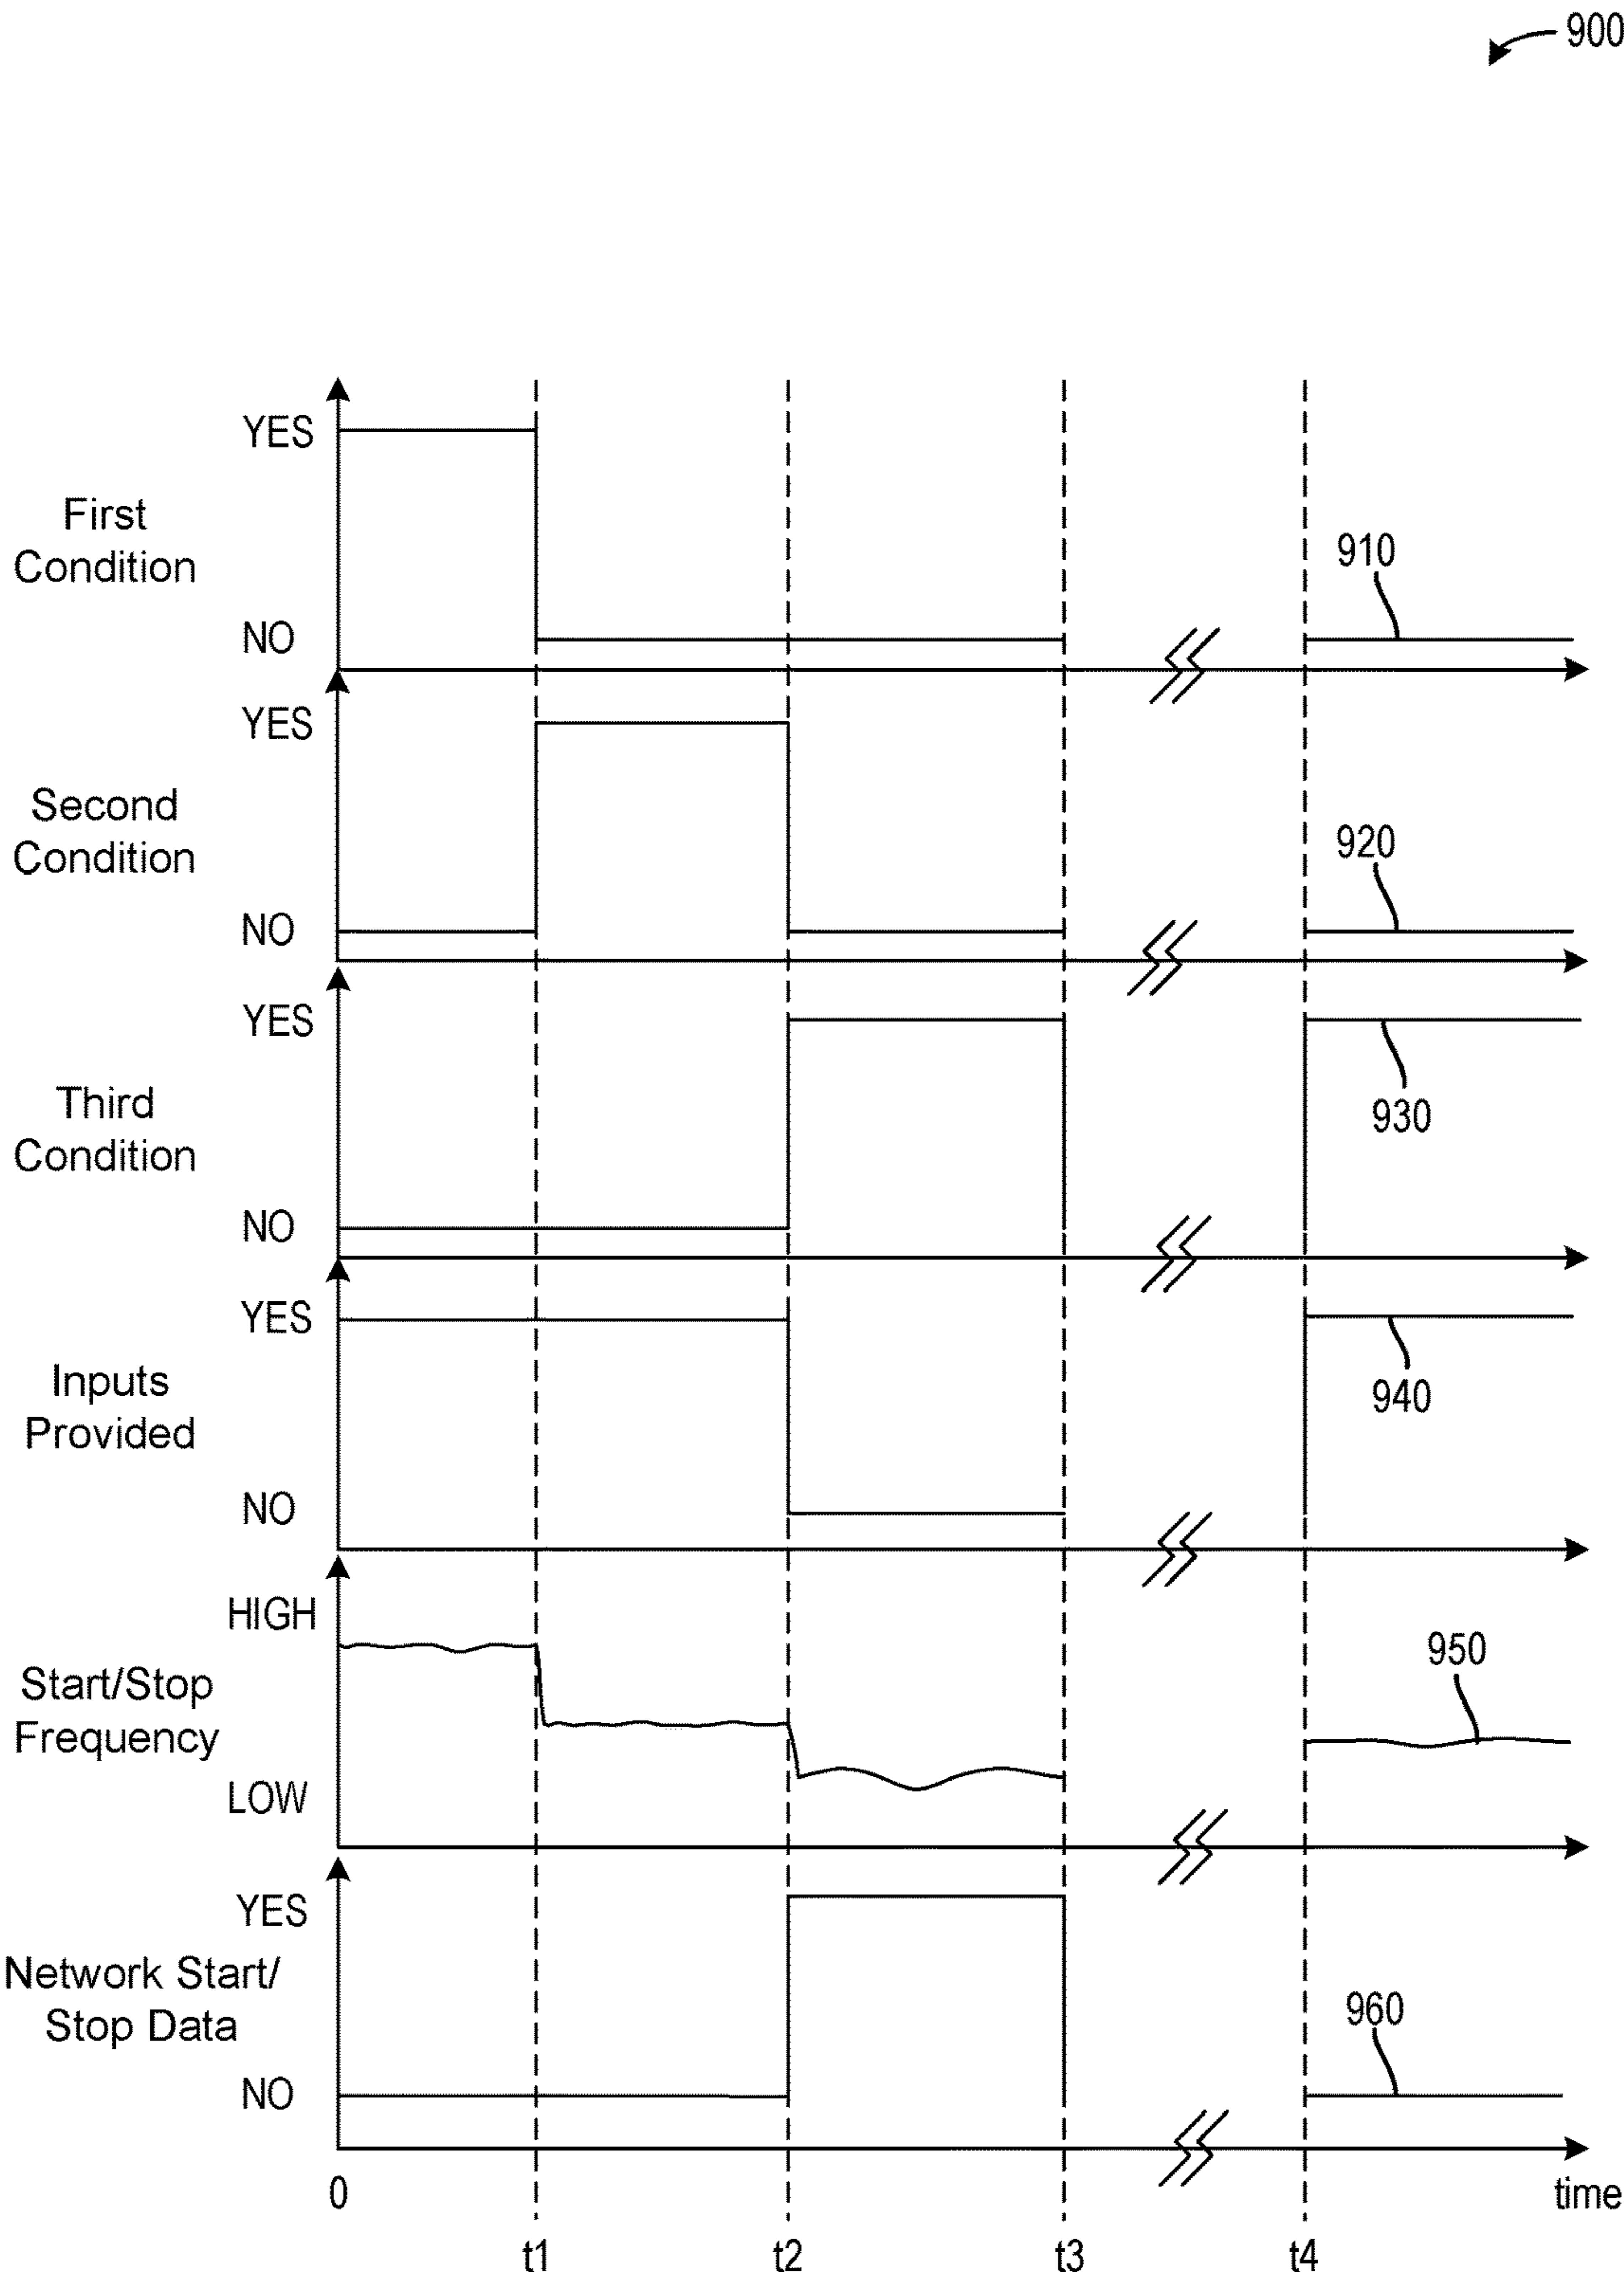 900
YES
First
Condition
910
NO
YES
Second
Condition
920
NO
YES
Third
Condition
930
NO
YES
Inputs
Provided
940
NO
HIGH
Start/Stop
Frequency
950
LOW
YES
Network Start/
Stop Data
960
NO
0
time
t1
t2
t3
t4